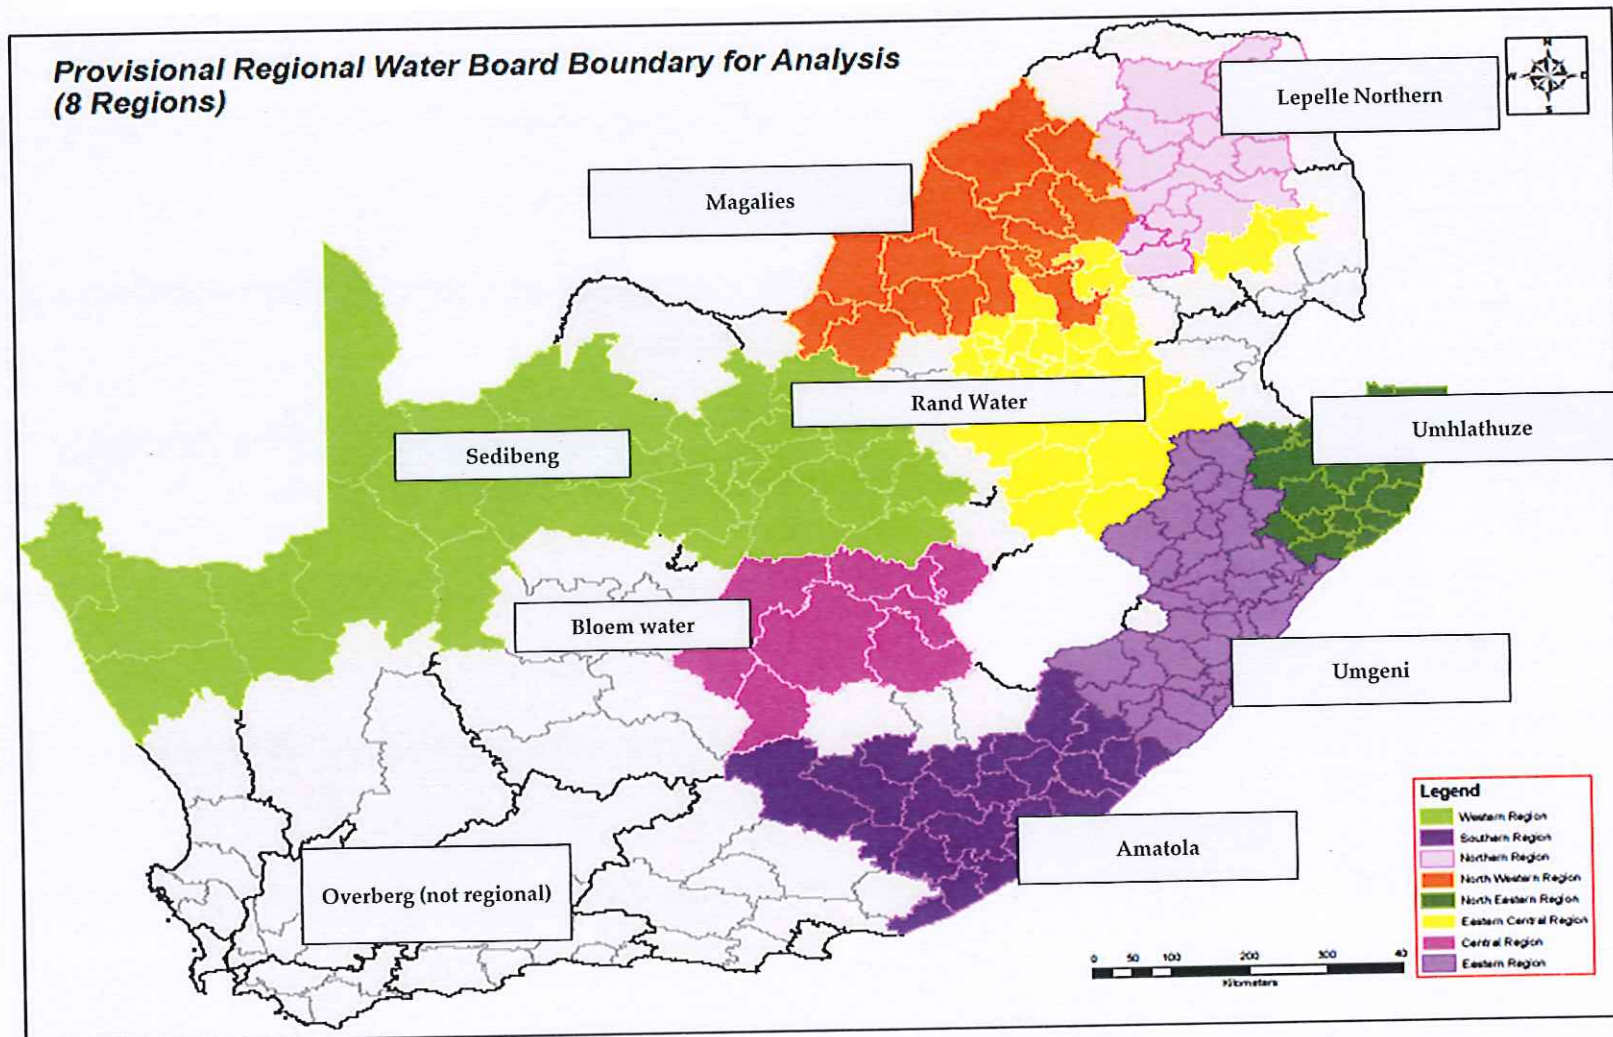 Provisional Regional Water Board Boundary for Analysis
(8 Regions)
N
W E
S
Lepelle Northern
Magalies
Rand Water
Umhlathuze
Sedibeng
Bloem water
Umgeni
Amatola
Overberg (not regional)
Legend
Western Region
Southern Region
Northern Region
North Western Region
North Eastern Region
Eastern Central Region
Central Region
Eastern Region
0 50 100 200 300 40
Kilometers